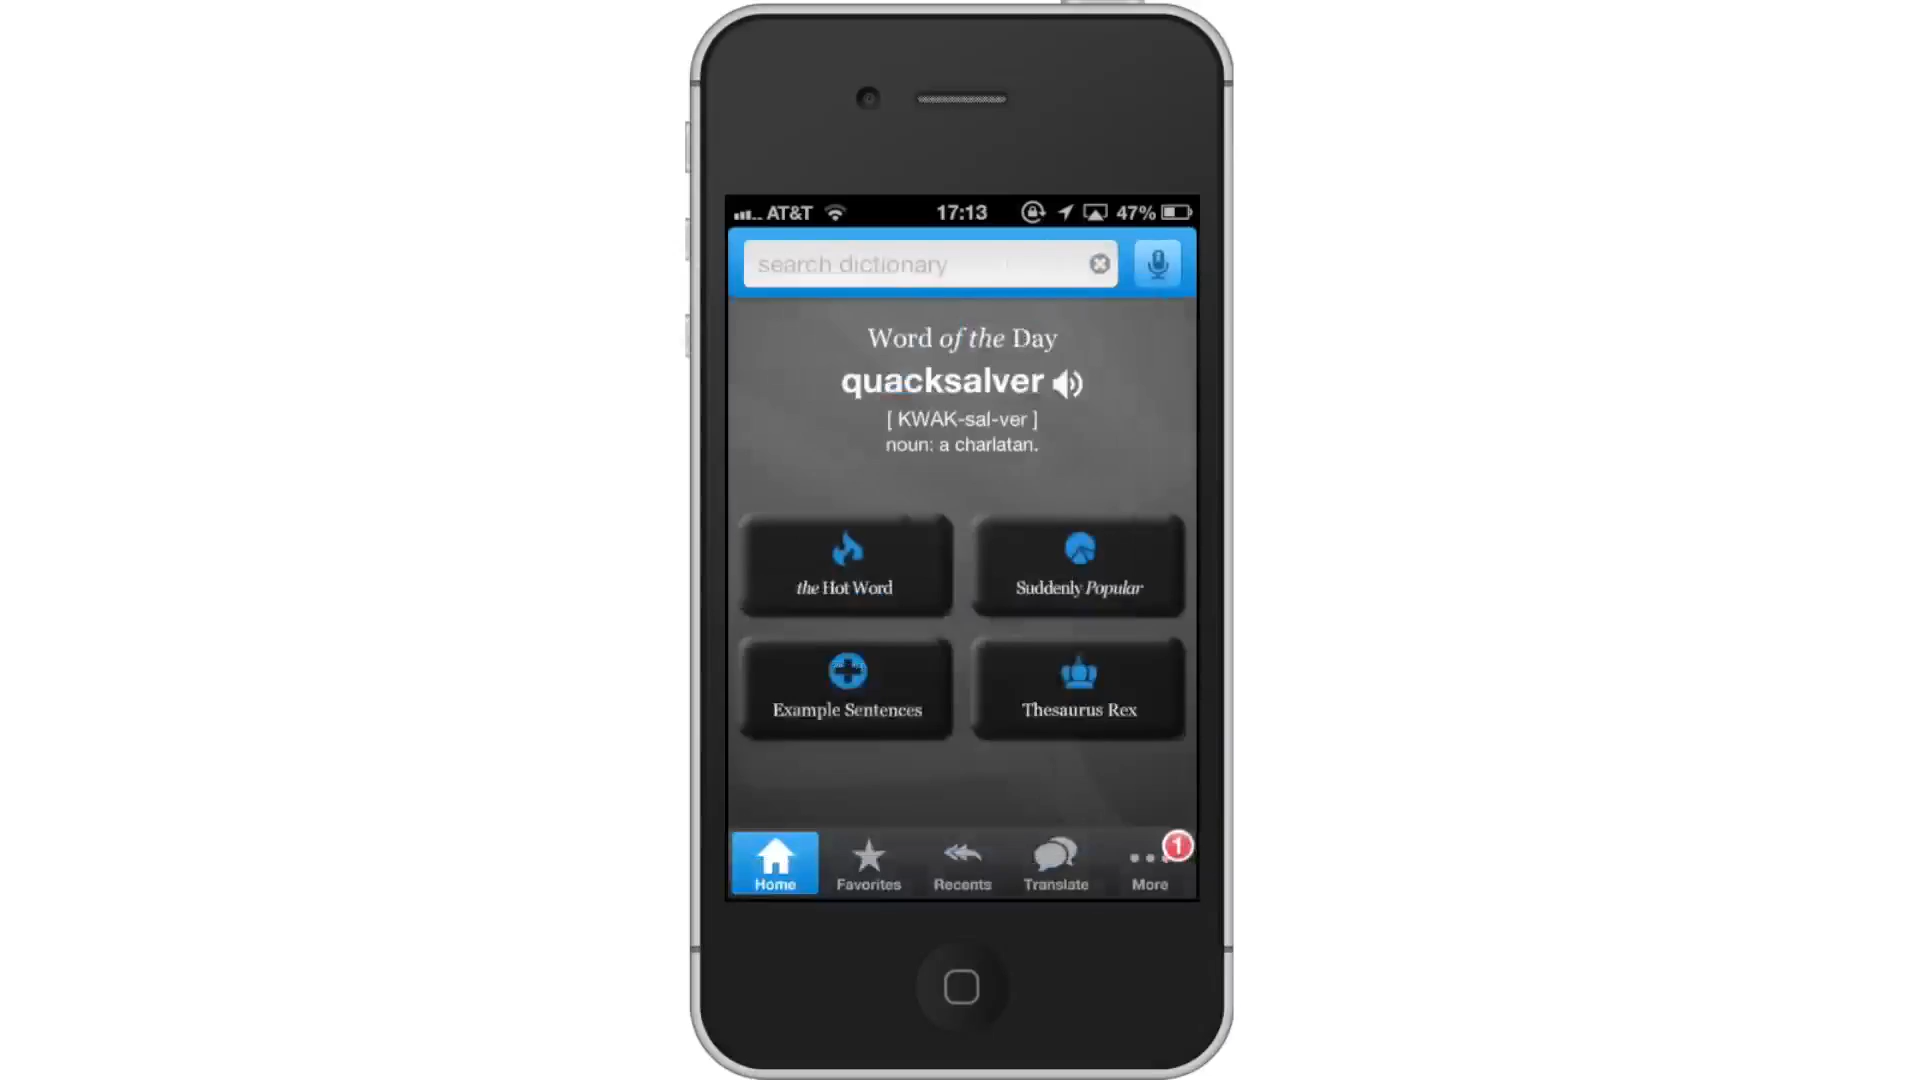 AT&T 17:13 47%
search dictionary
Word of the Day
quacksalver
[ KWAK-sal-ver ]
noun: a charlatan.
the Hot Word
Suddenly Popular
Example Sentences
Thesaurus Rex
1
Home Favorites Recents Translate More